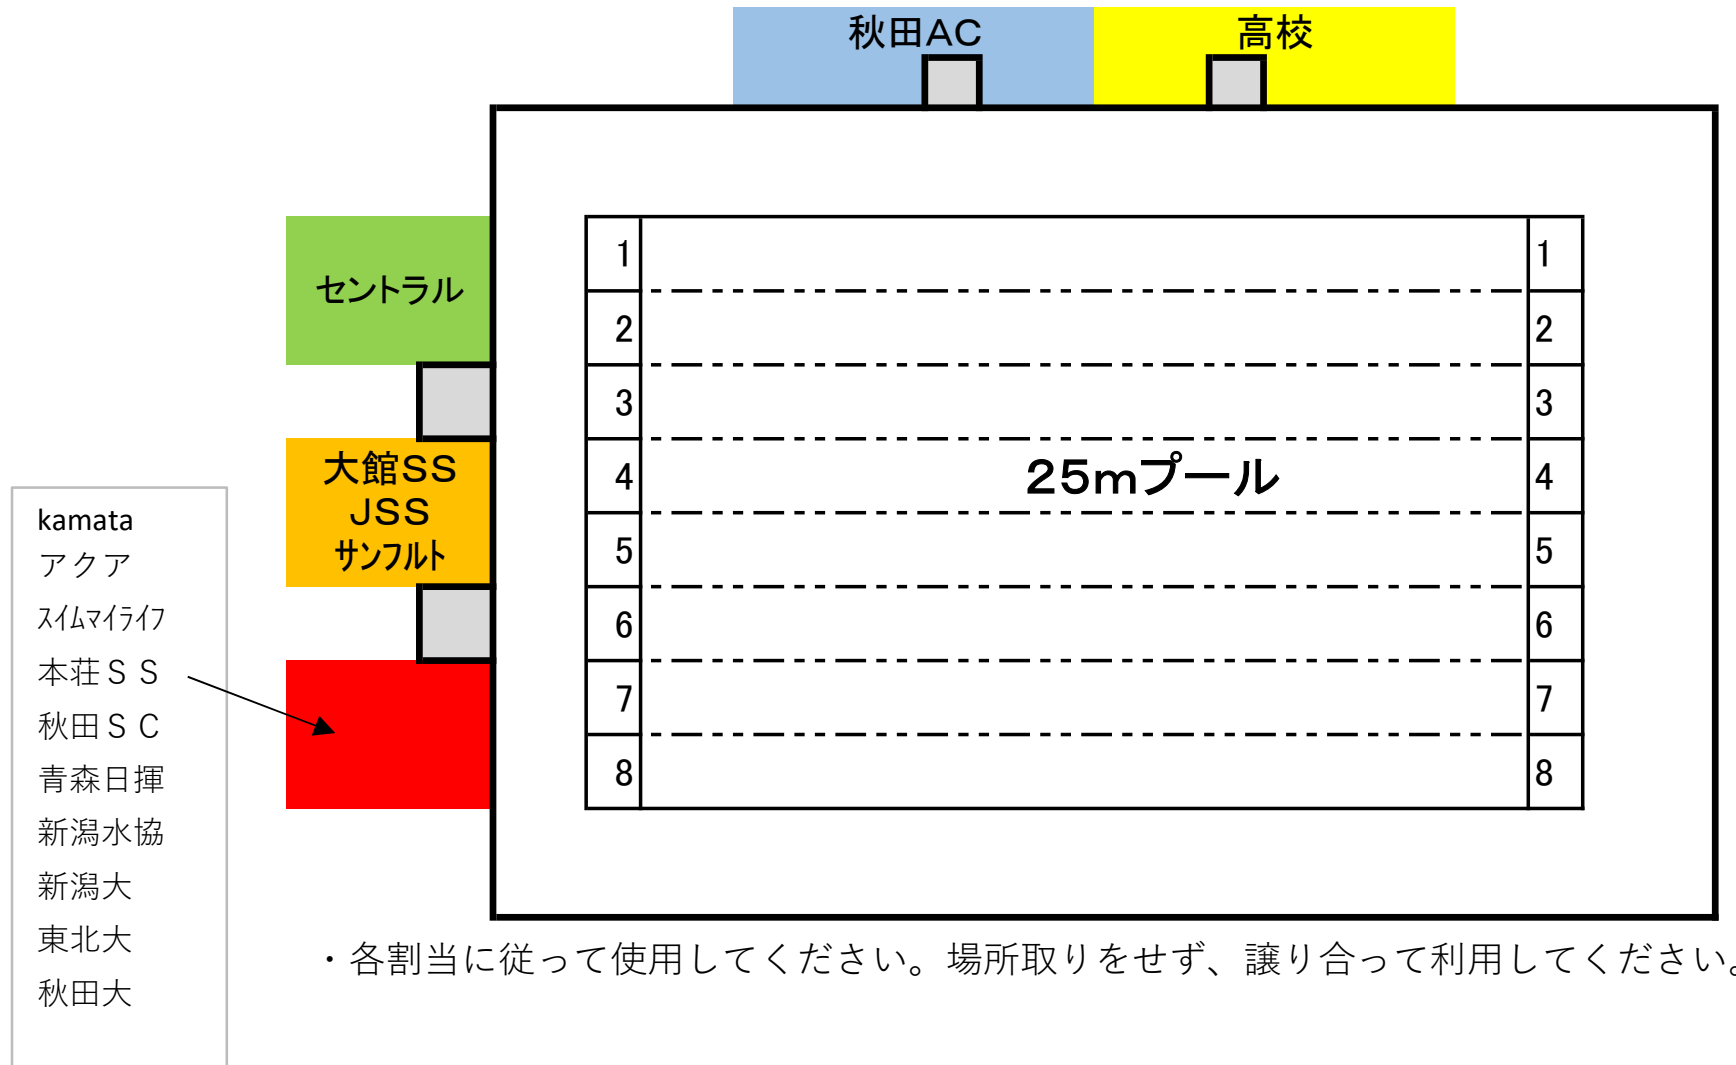 秋田AC
高校
セントラル
大館SS
JSS
サンフルト
kamata
アクア
スイムマイライフ
本荘ＳＳ
秋田ＳＣ
青森日揮
新潟水協
新潟大
東北大
秋田大
1 1
2 2
3 3
4 25mプール 4
5 5
6 6
7 7
8 8
・各割当に従って使用してください。場所取りをせず、譲り合って利用してください。